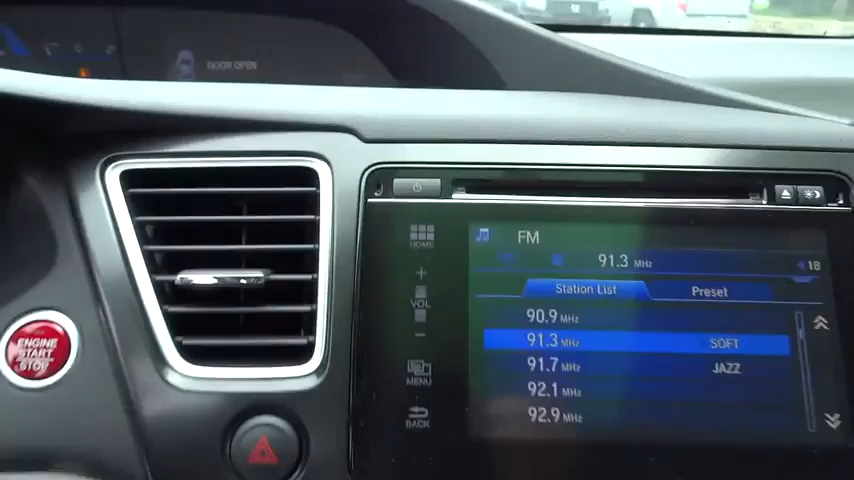 DOOR OPEN
FM
HOME
91.3 MHz
18
Station List
Preset
VOL
90.9 MHz
91.3 MHz SOFT
91.7 MHz JAZZ
92.1 MHz
92.9 MHz
MENU
BACK
ENGINE
START
STOP